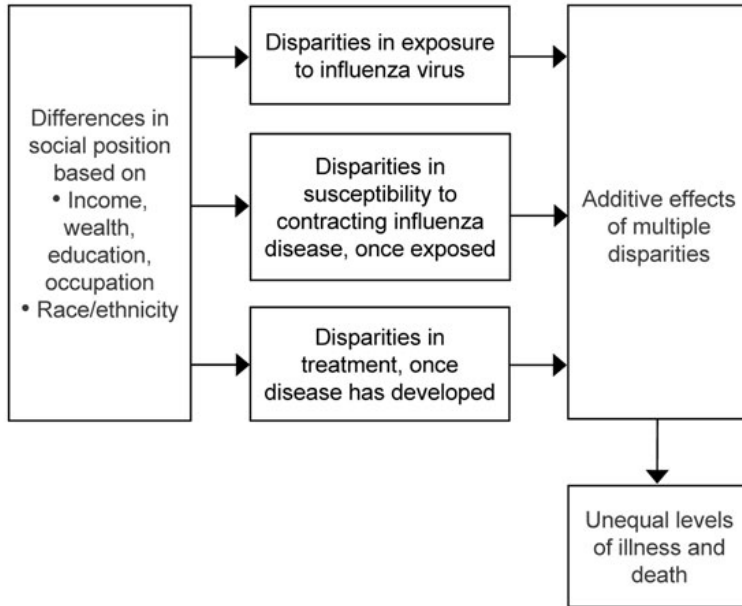 Differences in
social position
based on
• Income,
wealth,
education,
occupation
• Race/ethnicity
Disparities in exposure
to influenza virus
Disparities in
susceptibility to
contracting influenza
disease, once exposed
Disparities in
treatment, once
disease has developed
Additive effects
of multiple
disparities
Unequal levels
of illness and
death